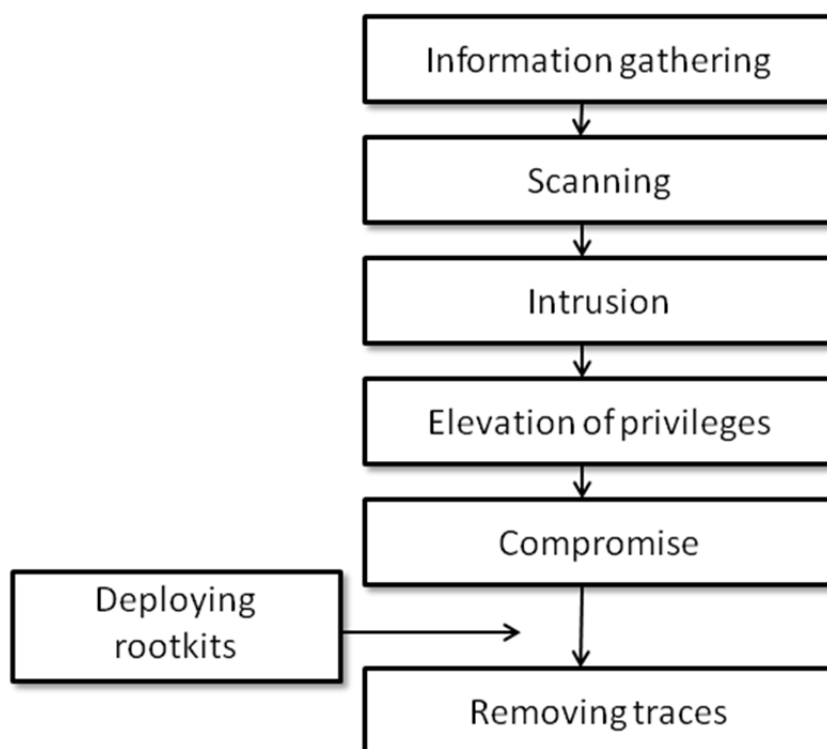 Information gathering
Scanning
Intrusion
Elevation of privileges
Compromise
Deploying
rootkits
Removing traces